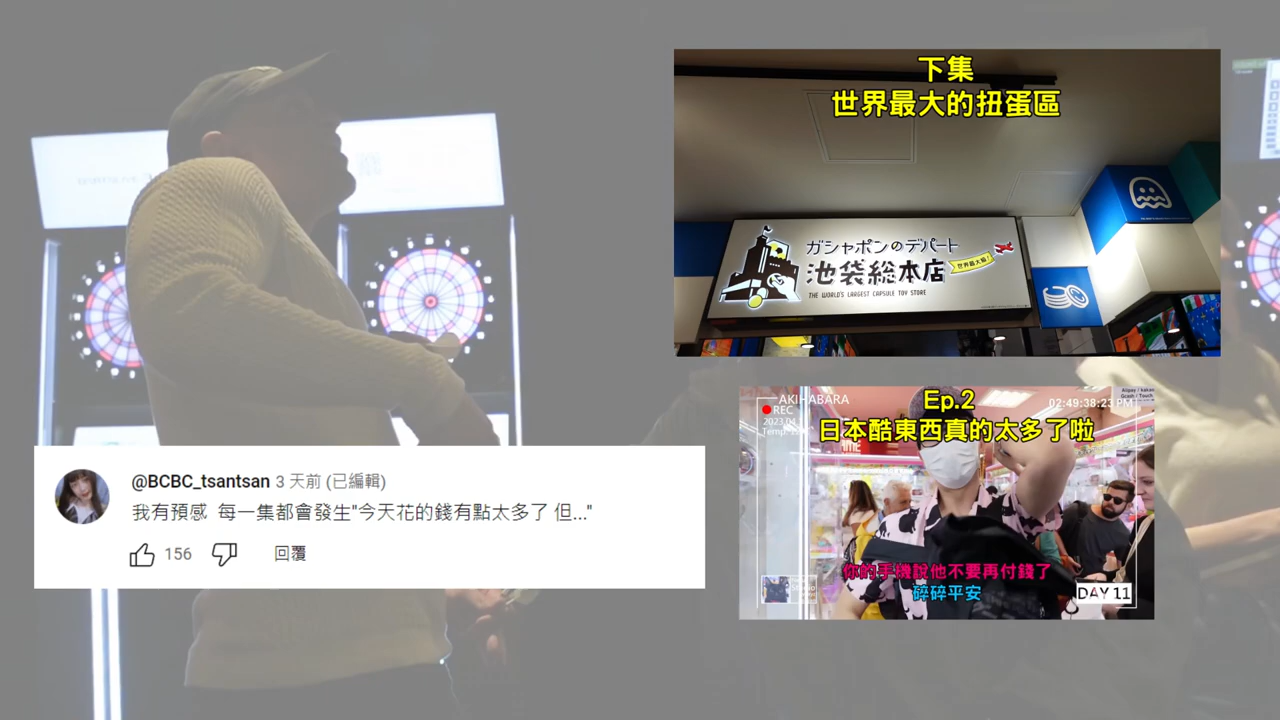 下集
世界最大的扭蛋區
ガシャポンのデパート
池袋総本店
世界最大級!
THE WORLD'S LARGEST CAPSULE TOY STORE
@BCBC_tsantsan 3 天前 (已編輯)
我有預感 每一集都會發生"今天花的錢有點太多了 但..."
156
回覆
AKIHABARA
REC
2023.04
Temp:
Ep.2
02:49:38:23 PM
日本酷東西真的太多了啦
你的手機說他不要再付錢了
碎碎平安
DAY 11